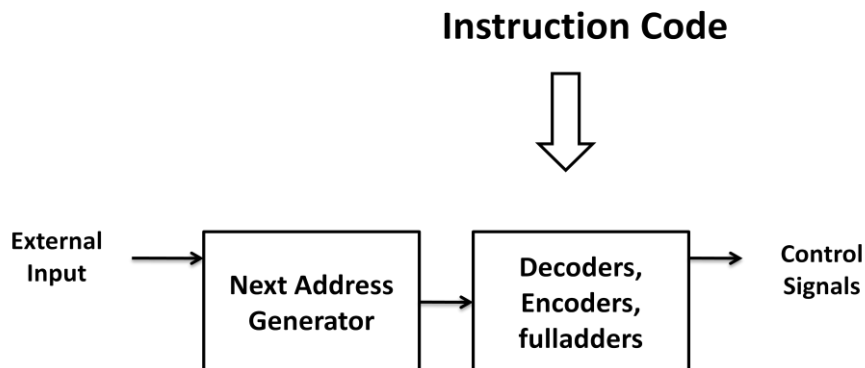 Instruction Code
External
Input
Next Address
Generator
Decoders,
Encoders,
fulladders
Control
Signals